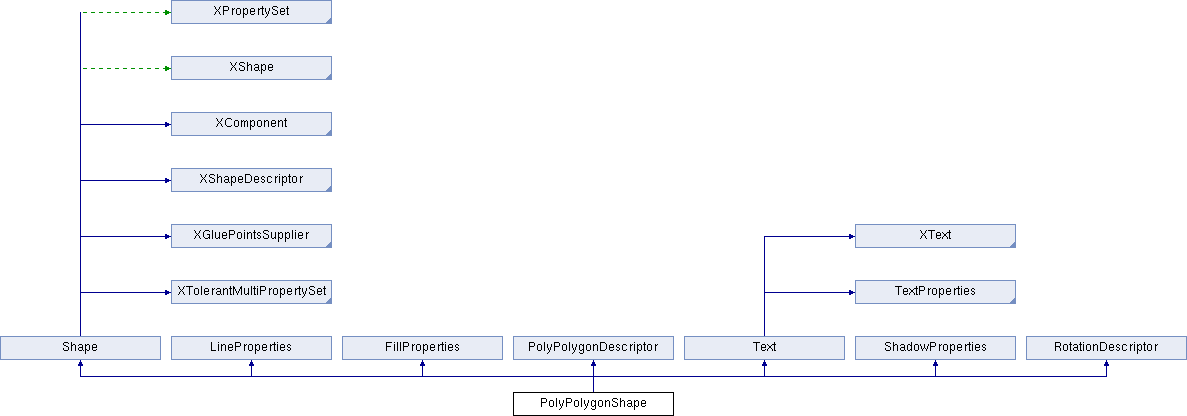 XPropertySet
XShape
XComponent
XShapeDescriptor
XGluePointsSupplier
XText
XTolerantMultiPropertySet
TextProperties
Shape
LineProperties
FillProperties
PolyPolygonDescriptor
Text
ShadowProperties
RotationDescriptor
PolyPolygonShape